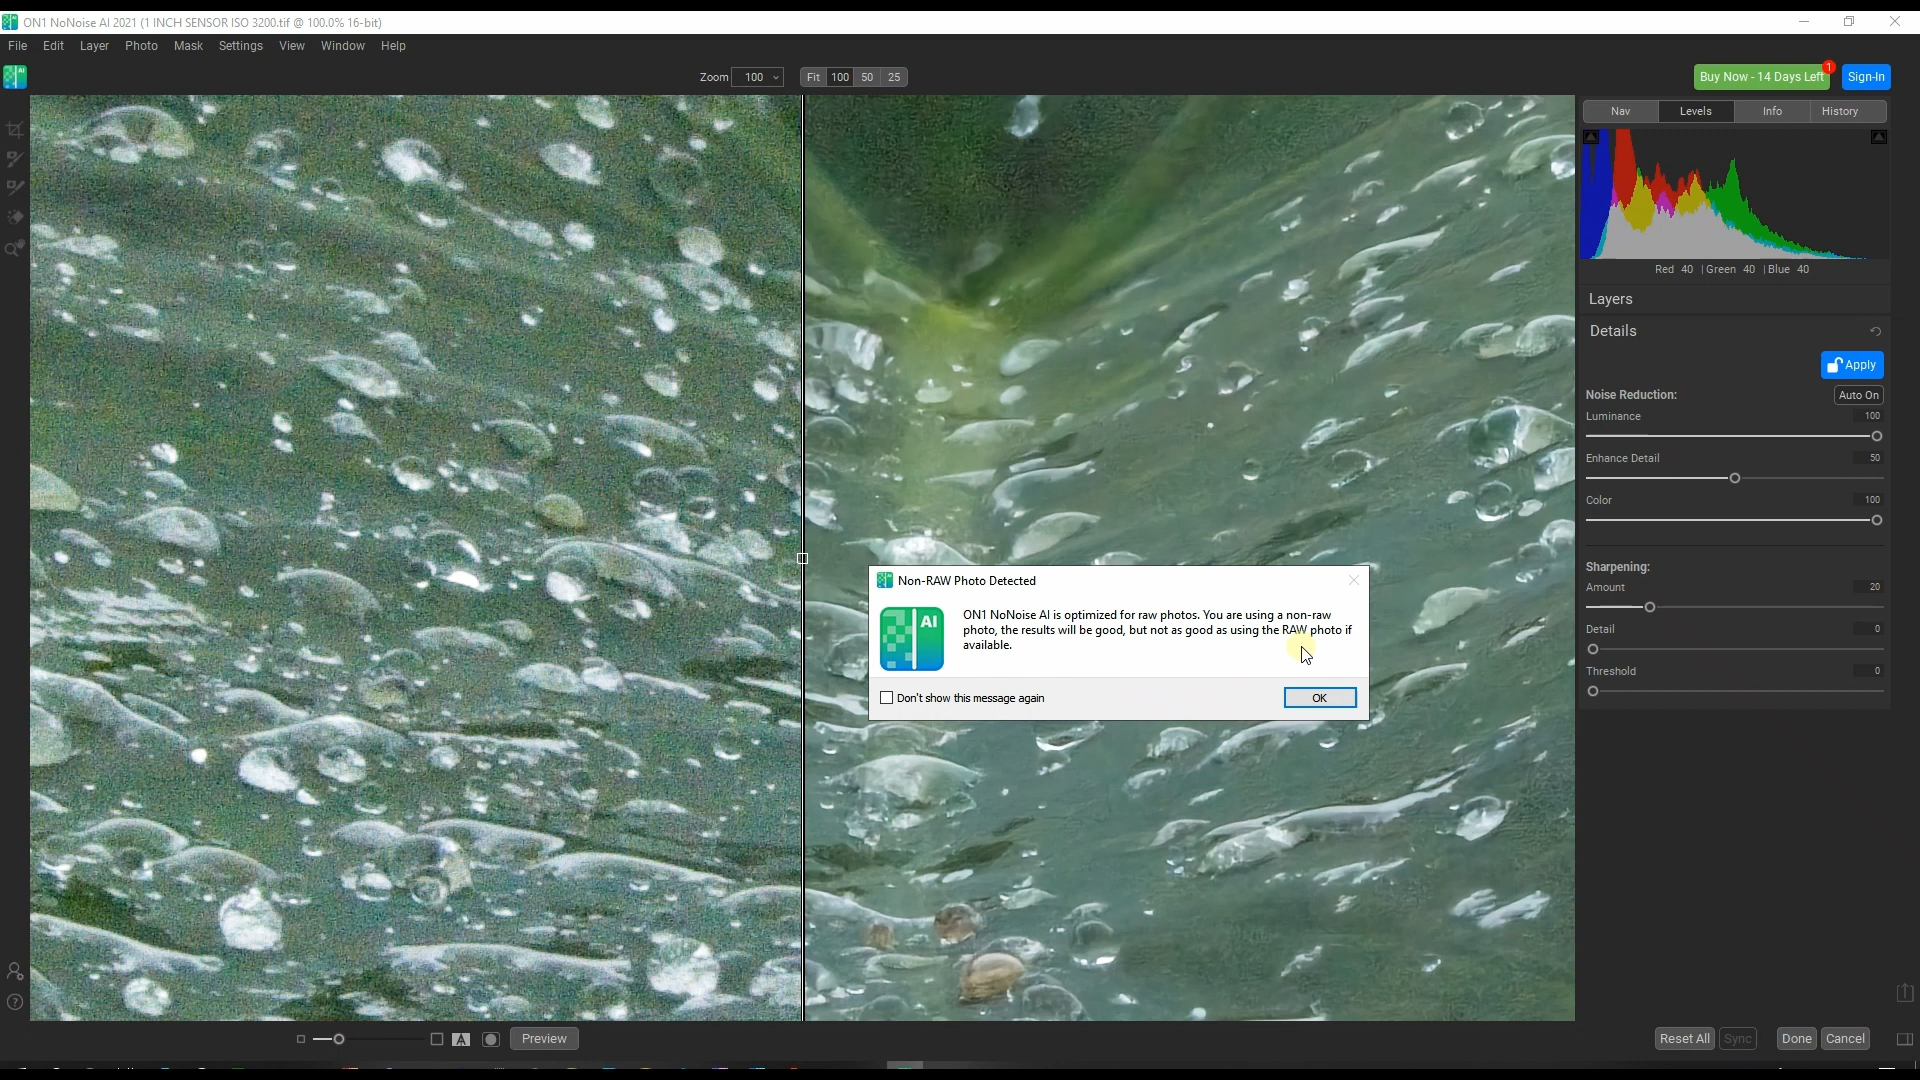 ON1 NoNoise AI 2021 (1 INCH SENSOR ISO 3200.tif @ 100.0% 16-bit)
File Edit Layer Photo Mask Settings View Window Help
AI
Zoom 100 Fit 100 50 25
Buy Now - 14 Days Left 1 Sign-In
Nav Levels Info History
Red 40 | Green 40 | Blue 40
Layers
Details
Apply
Noise Reduction: Auto On
Luminance 100
Enhance Detail 50
Color 100
Sharpening:
Amount 20
Detail 0
Threshold 0
Non-RAW Photo Detected
AI
ON1 NoNoise AI is optimized for raw photos. You are using a non-raw
photo, the results will be good, but not as good as using the RAW photo if
available.
Don't show this message again OK
A Preview
Reset All Sync Done Cancel